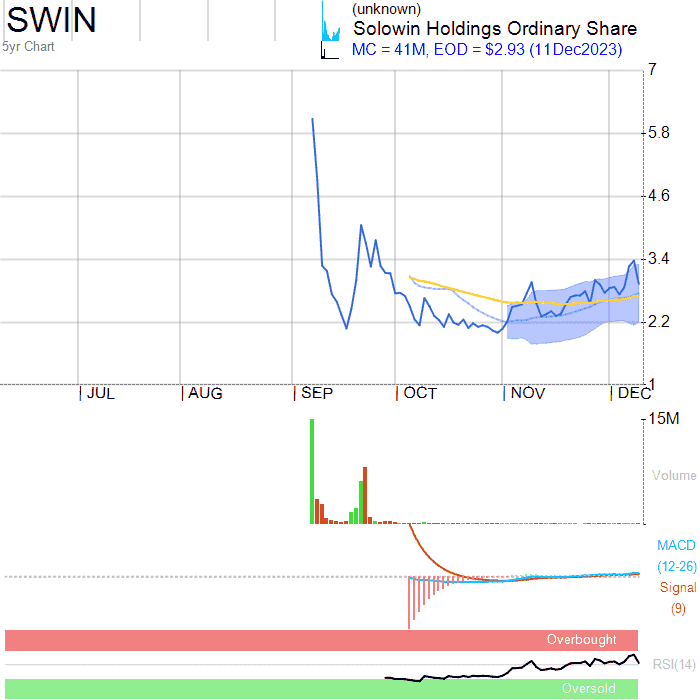 SWIN
5yr Chart
(unknown)
Solowin Holdings Ordinary Share
MC = 41M, EOD = $2.93 (11Dec2023)
7
5.8
4.6
3.4
2.2
1
JUL AUG SEP OCT NOV DEC
15M
Volume
MACD
(12-26)
Signal
(9)
Overbought
RSI(14)
Oversold